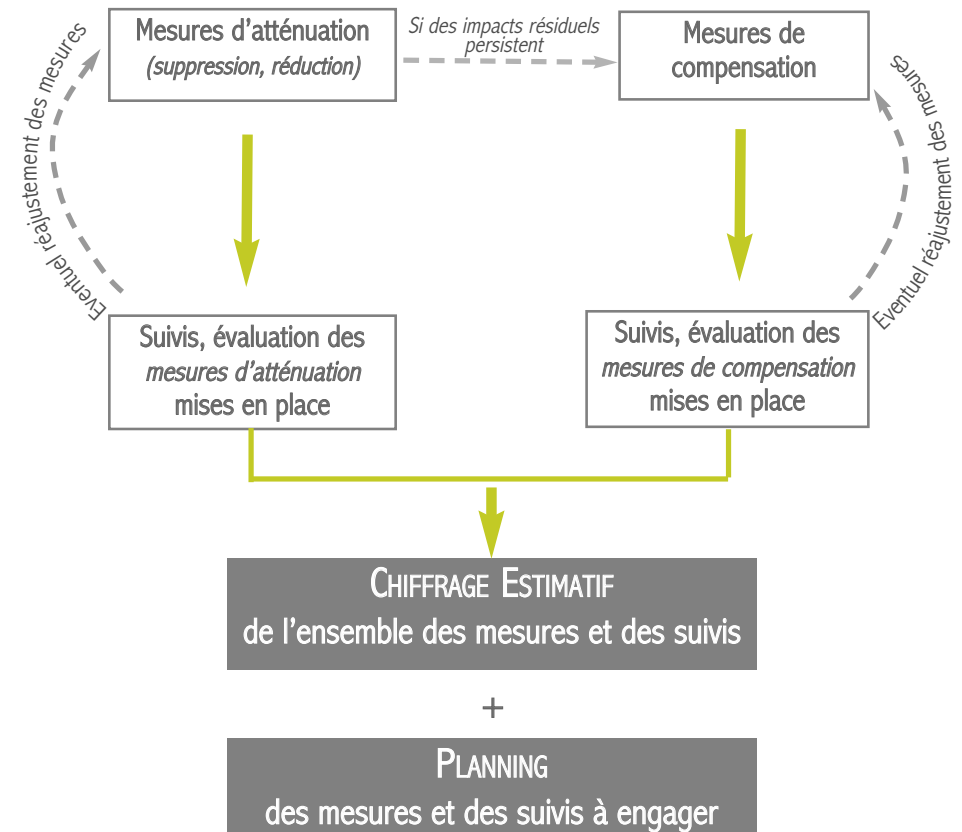 Mesures d’atténuation
(suppression, réduction)
Si des impacts résiduels
persistent
Mesures de
compensation
Eventuel réajustement des mesures
Eventuel réajustement des mesures
Suivis, évaluation des
mesures d’atténuation
mises en place
Suivis, évaluation des
mesures de compensation
mises en place
CHIFFRAGE ESTIMATIF
de l’ensemble des mesures et des suivis
+
PLANNING
des mesures et des suivis à engager